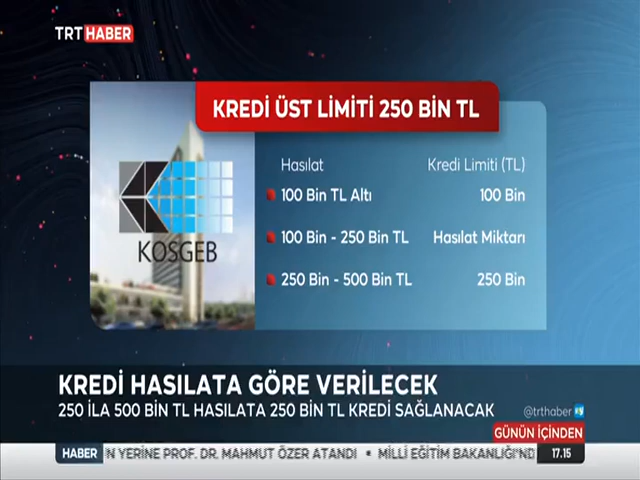 TRT HABER
KREDİ ÜST LİMİTİ 250 BİN TL
Hasılat Kredi Limiti (TL)
100 Bin TL Altı 100 Bin
100 Bin - 250 Bin TL Hasılat Miktarı
250 Bin - 500 Bin TL 250 Bin
KOSGEB
KREDİ HASILATA GÖRE VERİLECEK
250 İLA 500 BİN TL HASILATA 250 BİN TL KREDİ SAĞLANACAK
@trthaber
GÜNÜN İÇİNDEN
HABER N YERİNE PROF. DR. MAHMUT ÖZER ATANDI • MİLLİ EĞİTİM BAKANLIĞI'ND 17.15